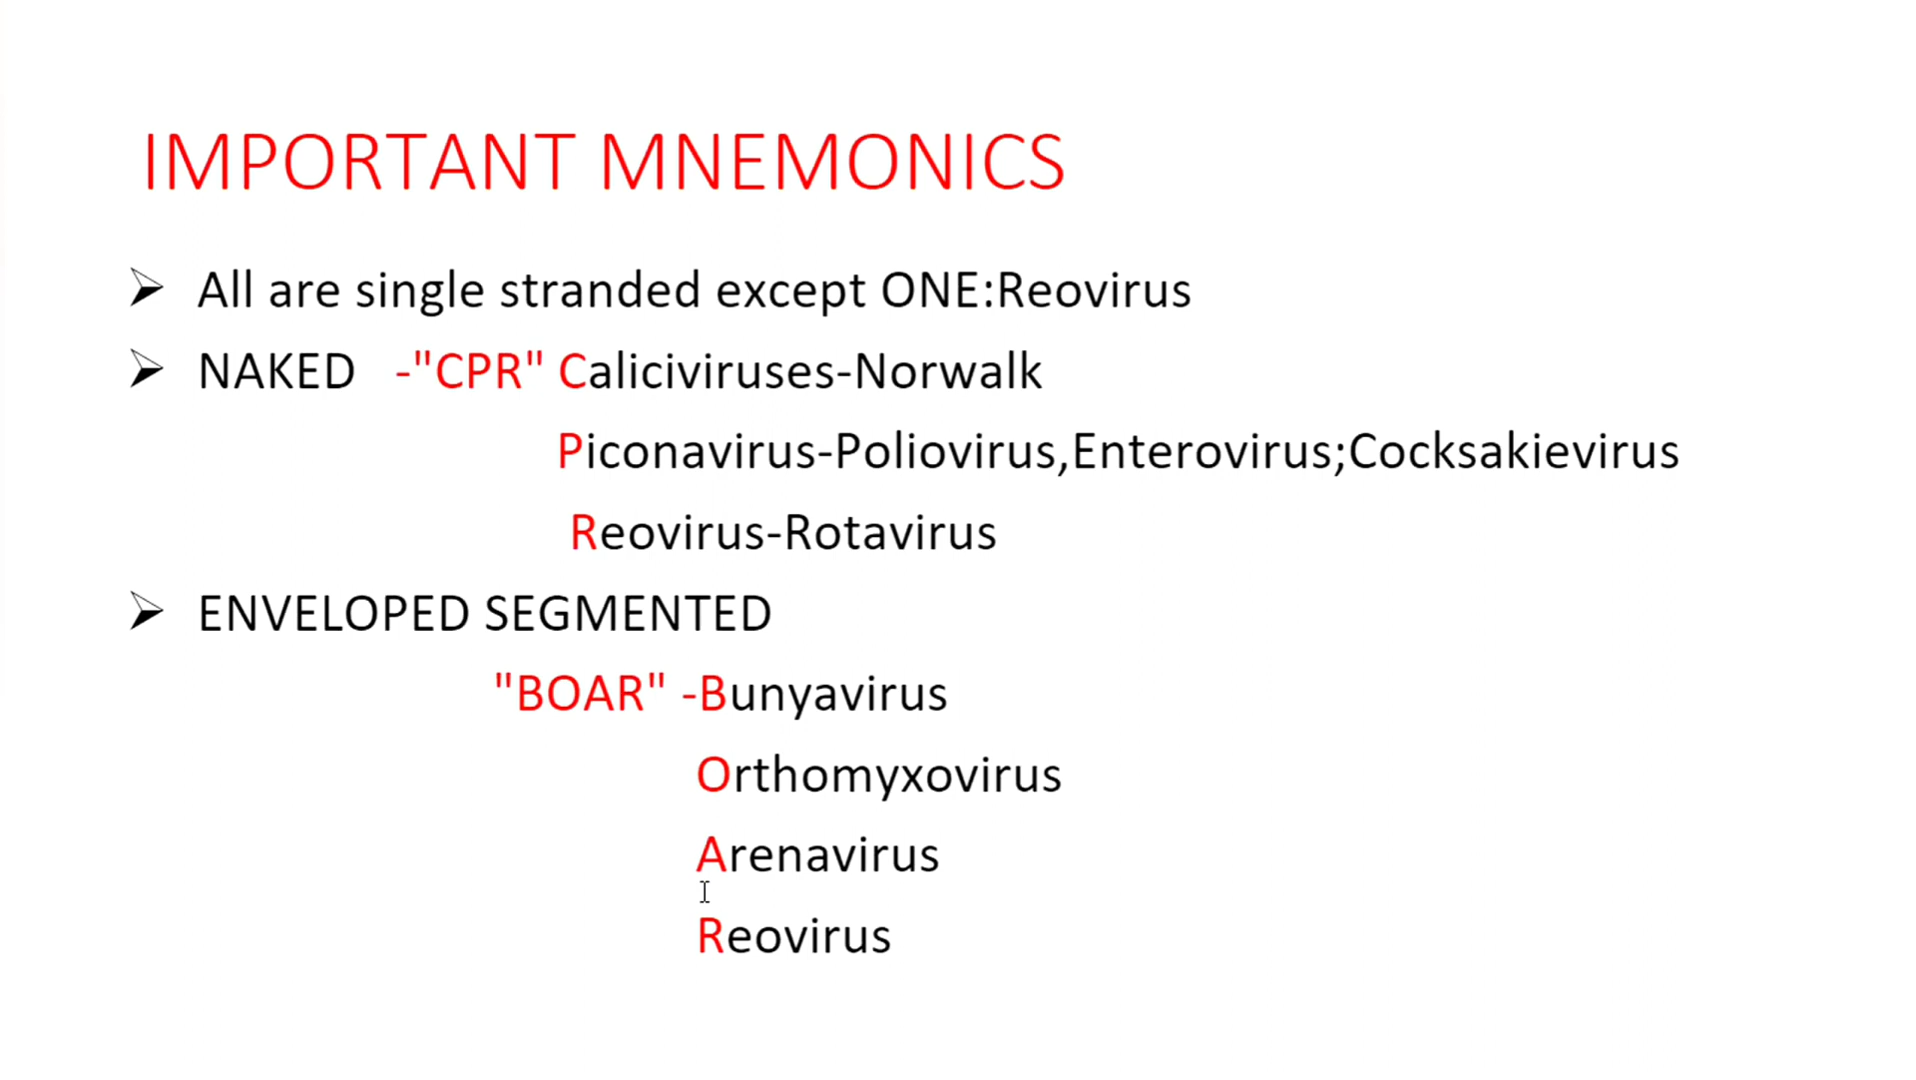 IMPORTANT MNEMONICS
All are single stranded except ONE:Reovirus
NAKED -"CPR" Caliciviruses-Norwalk
Piconavirus-Poliovirus,Enterovirus;Cocksakievirus
Reovirus-Rotavirus
ENVELOPED SEGMENTED
"BOAR" -Bunyavirus
Orthomyxovirus
Arenavirus
Reovirus